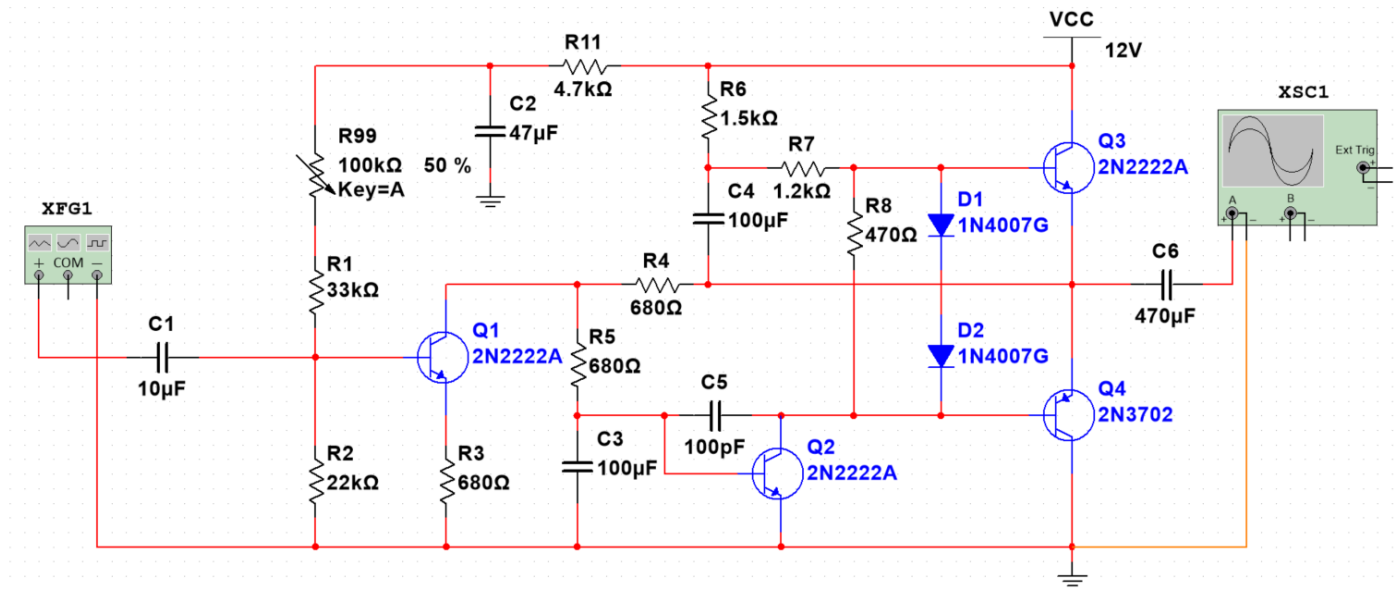 VCC
12V
R11
4.7kΩ
C2
47µF
R6
1.5kΩ
XSC1
Ext Trig
+
−
A
B
+ −
+ −
R99
100kΩ 50 %
Key=A
R7
1.2kΩ
Q3
2N2222A
C4
100µF
R8
470Ω
D1
1N4007G
XFG1
+ COM −
R1
33kΩ
R4
680Ω
C6
470µF
C1
10µF
Q1
2N2222A
R5
680Ω
D2
1N4007G
C5
100pF
Q4
2N3702
R2
22kΩ
R3
680Ω
C3
100µF
Q2
2N2222A